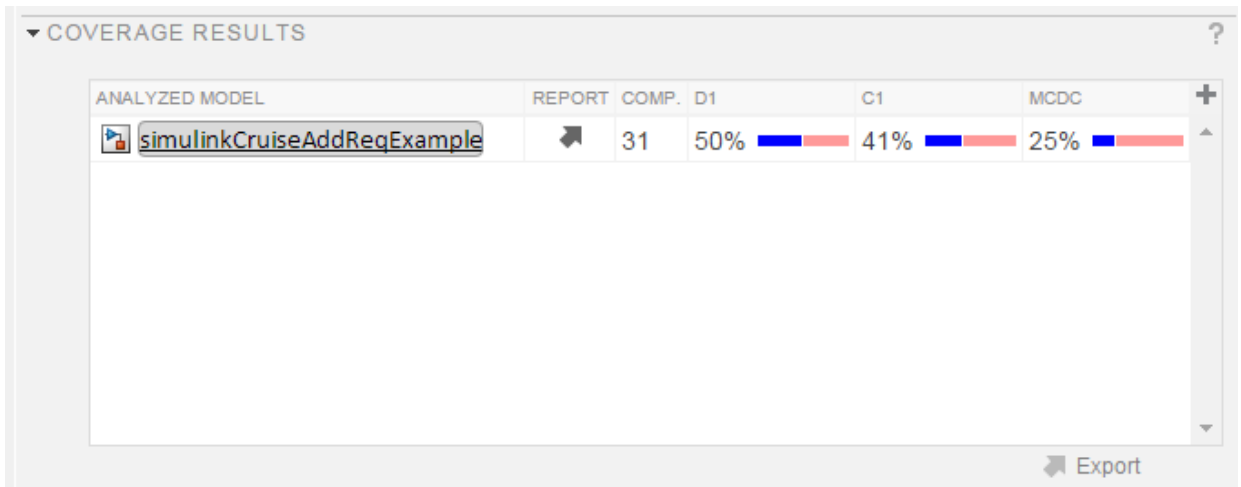 COVERAGE RESULTS ?
ANALYZED MODEL REPORT COMP. D1 C1 MCDC +
simulinkCruiseAddReqExample 31 50% 41% 25%
Export